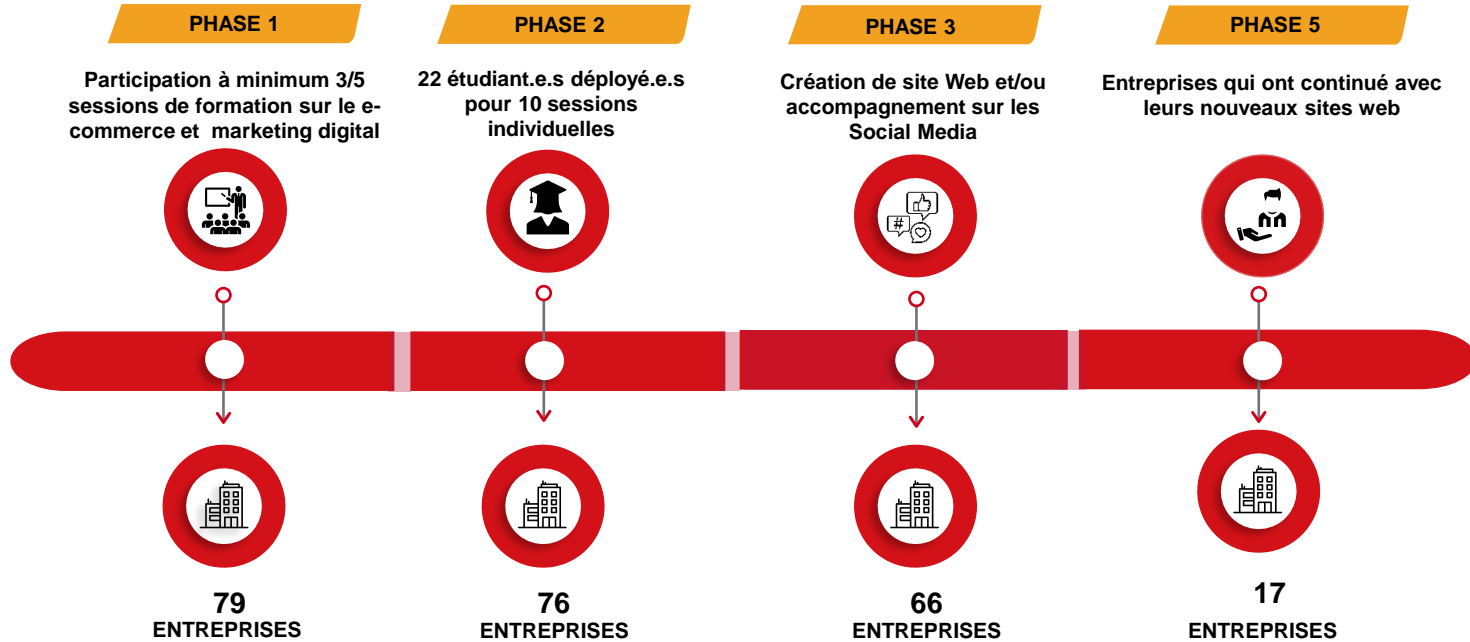 PHASE 1
Participation à minimum 3/5
sessions de formation sur le e-
commerce et  marketing digital
79
ENTREPRISES
PHASE 2
22 étudiant.e.s déployé.e.s
pour 10 sessions
individuelles
76
ENTREPRISES
PHASE 3
Création de site Web et/ou
accompagnement sur les
Social Media
#
66
ENTREPRISES
PHASE 5
Entreprises qui ont continué avec
leurs nouveaux sites web
17
ENTREPRISES